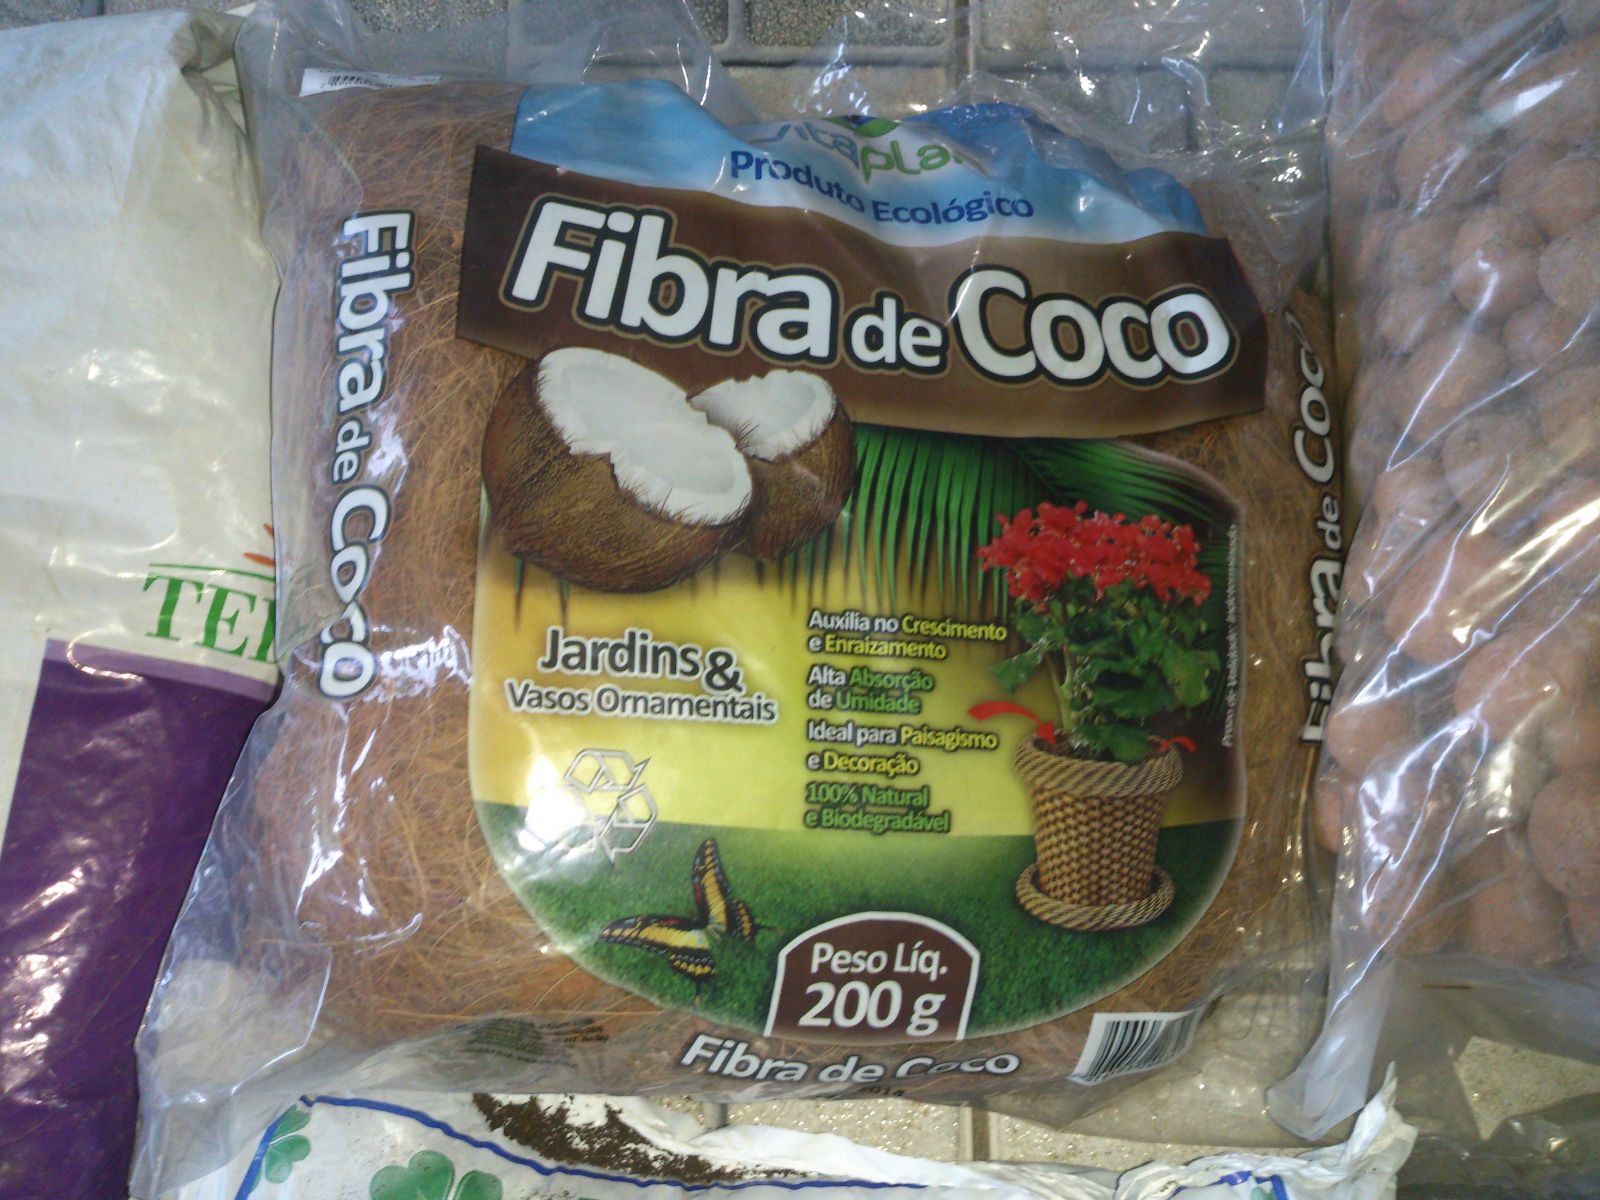 Produto Ecológico
Fibra de Coco
Fibra de Coco
Jardins &
Vasos Ornamentais
Auxilia no Crescimento
e Enraizamento
Alta Absorção
de Umidade
Ideal para Paisagismo
e Decoração
100% Natural
e Biodegradável
Peso Líq.
200 g
Fibra de Coco
Fibra de Coco